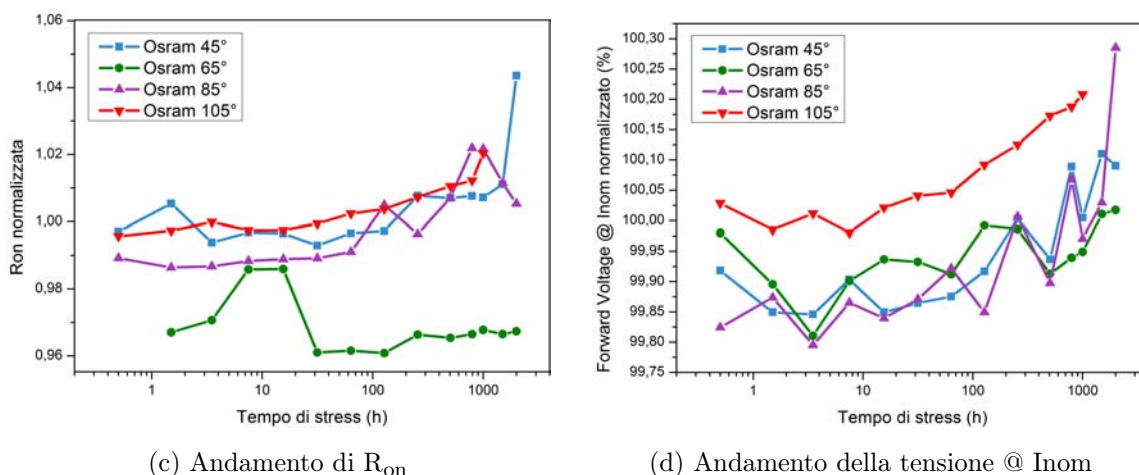 1,06
1,04
1,02
1,00
0,98
0,96
Ron normalizzata
Osram 45°
Osram 65°
Osram 85°
Osram 105°
1
10
100
1000
Tempo di stress (h)
(c) Andamento di Ron
100,30
100,25
100,20
100,15
100,10
100,05
100,00
99,95
99,90
99,85
99,80
99,75
Forward Voltage @ Inom normalizzato (%)
Osram 45°
Osram 65°
Osram 85°
Osram 105°
1
10
100
1000
Tempo di stress (h)
(d) Andamento della tensione @ Inom